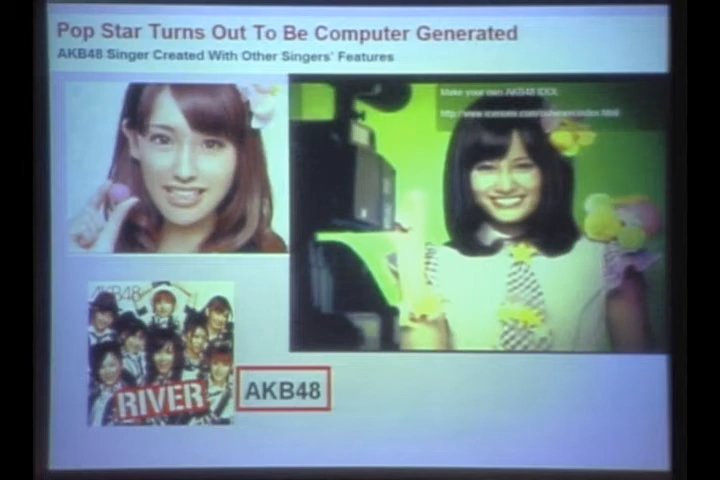 Pop Star Turns Out To Be Computer Generated
AKB48 Singer Created With Other Singers' Features
Make your own AKB48 IDOL
AKB48
RIVER
AKB48